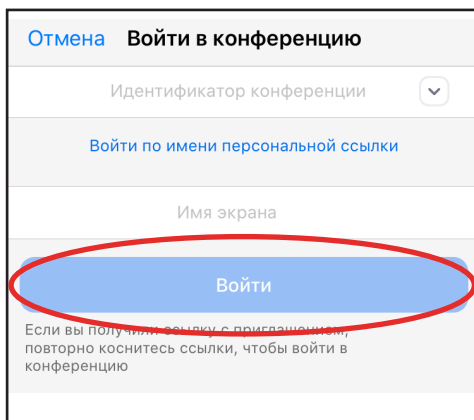 Отмена Войти в конференцию
Идентификатор конференции
Войти по имени персональной ссылки
Имя экрана
Войти
Если вы получили ссылку с приглашением,
повторно коснитесь ссылки, чтобы войти в
конференцию